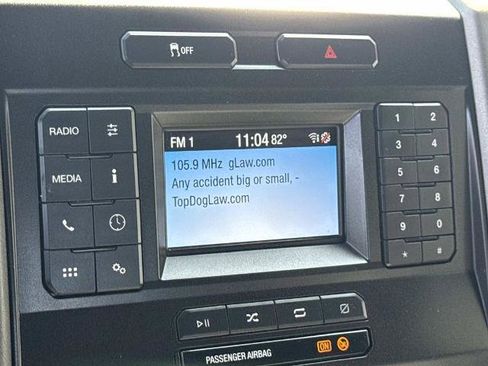 OFF
RADIO
MEDIA
i
FM 1 11:04 82°
105.9 MHz gLaw.com
Any accident big or small, -
TopDogLaw.com
1 2
3 4
5 6
7 8
9 0
* #
PASSENGER AIRBAG ON